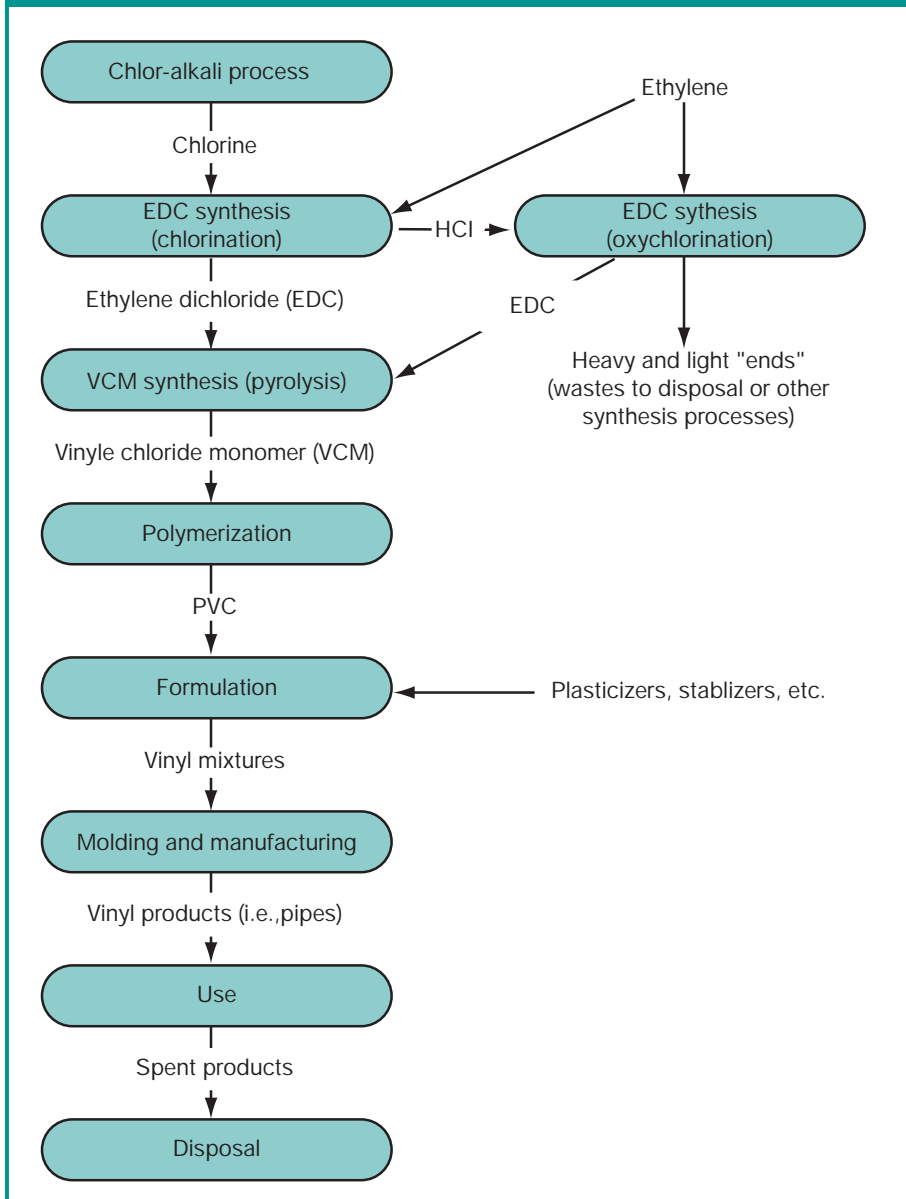 Chlor-alkali process
Ethylene
Chlorine
EDC synthesis
(chlorination)
HCl
EDC sythesis
(oxychlorination)
Ethylene dichloride (EDC)
EDC
VCM synthesis (pyrolysis)
Heavy and light "ends"
(wastes to disposal or other
synthesis processes)
Vinyle chloride monomer (VCM)
Polymerization
PVC
Formulation
Plasticizers, stablizers, etc.
Vinyl mixtures
Molding and manufacturing
Vinyl products (i.e.,pipes)
Use
Spent products
Disposal